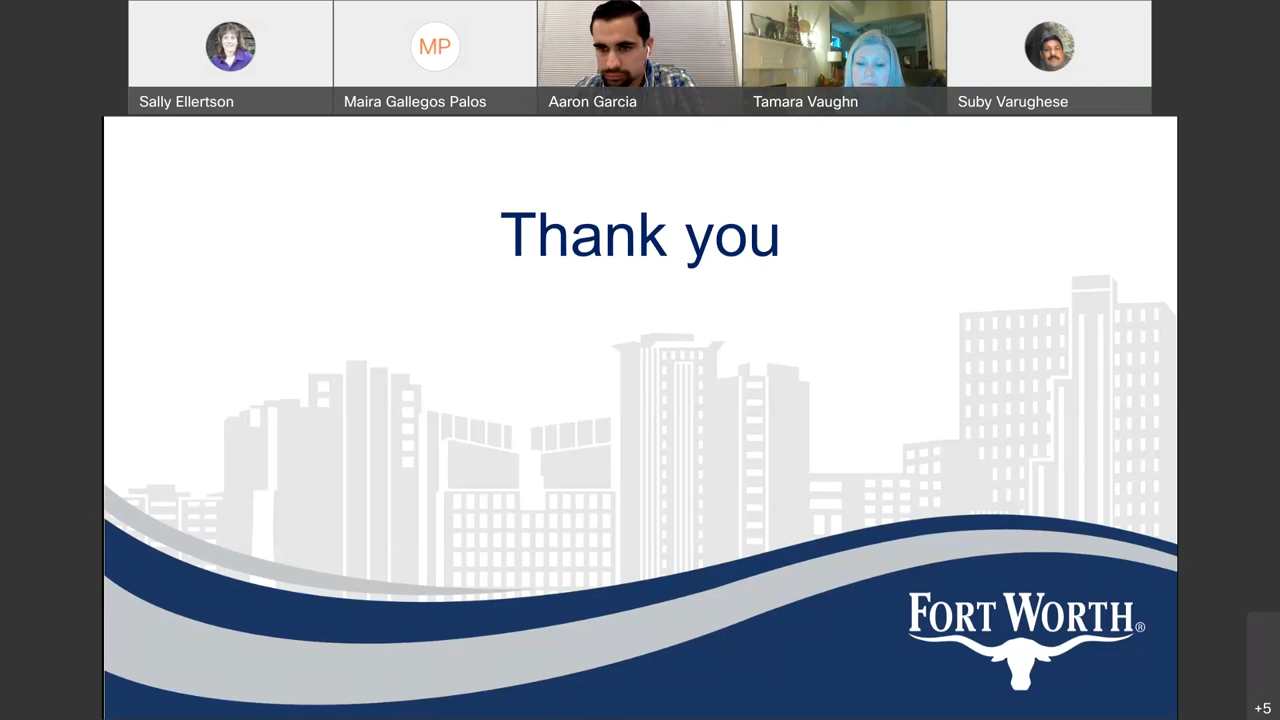 MP
Sally Ellertson
Maira Gallegos Palos
Aaron Garcia
Tamara Vaughn
Suby Varughese
Thank you
FORT WORTH®
+5